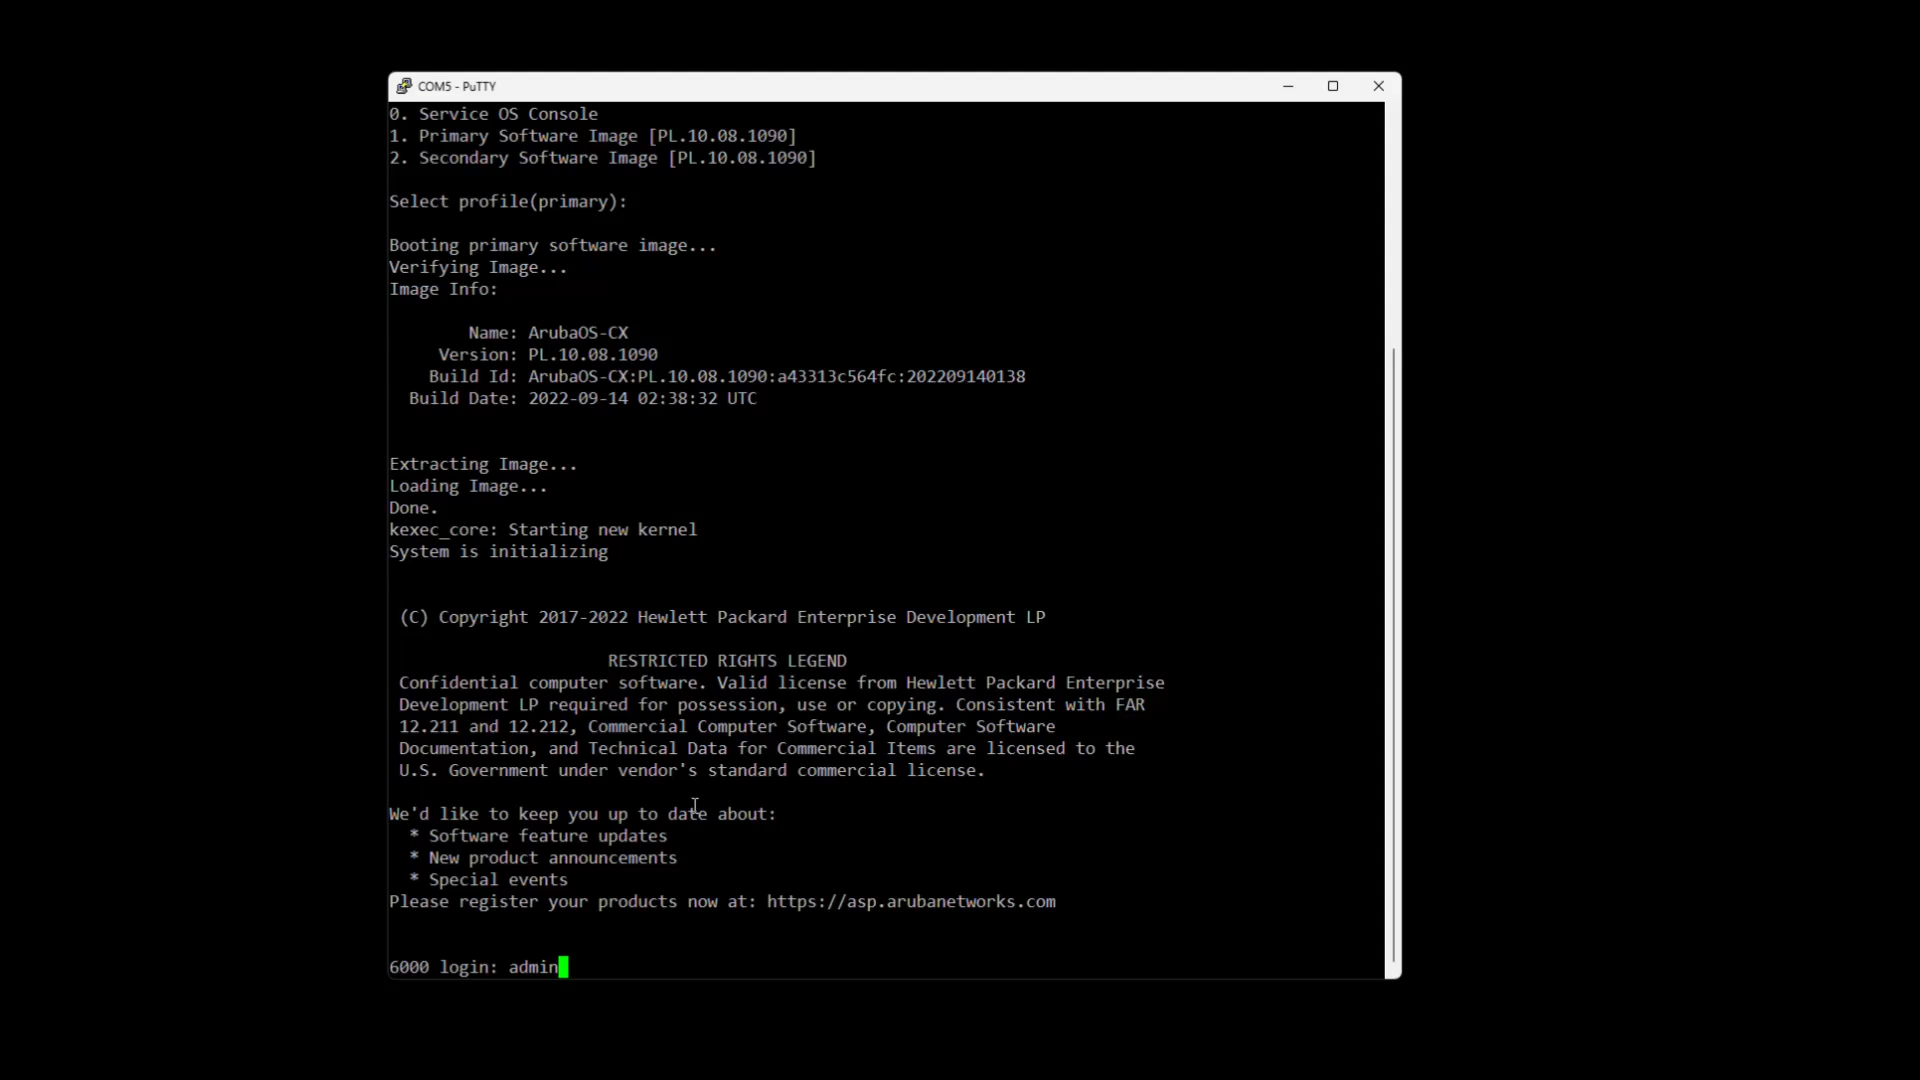 COM5 - PuTTY
0. Service OS Console
1. Primary Software Image [PL.10.08.1090]
2. Secondary Software Image [PL.10.08.1090]
Select profile(primary):
Booting primary software image...
Verifying Image...
Image Info:
Name: ArubaOS-CX
Version: PL.10.08.1090
Build Id: ArubaOS-CX:PL.10.08.1090:a43313c564fc:202209140138
Build Date: 2022-09-14 02:38:32 UTC
Extracting Image...
Loading Image...
Done.
kexec_core: Starting new kernel
System is initializing
(C) Copyright 2017-2022 Hewlett Packard Enterprise Development LP
RESTRICTED RIGHTS LEGEND
Confidential computer software. Valid license from Hewlett Packard Enterprise
Development LP required for possession, use or copying. Consistent with FAR
12.211 and 12.212, Commercial Computer Software, Computer Software
Documentation, and Technical Data for Commercial Items are licensed to the
U.S. Government under vendor's standard commercial license.
We'd like to keep you up to date about:
* Software feature updates
* New product announcements
* Special events
Please register your products now at: https://asp.arubanetworks.com
6000 login: admin